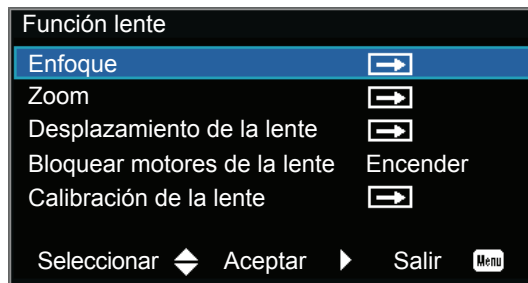 Función lente
Enfoque
Zoom
Desplazamiento de la lente
Bloquear motores de la lente Encender
Calibración de la lente
Seleccionar Aceptar Salir Menu